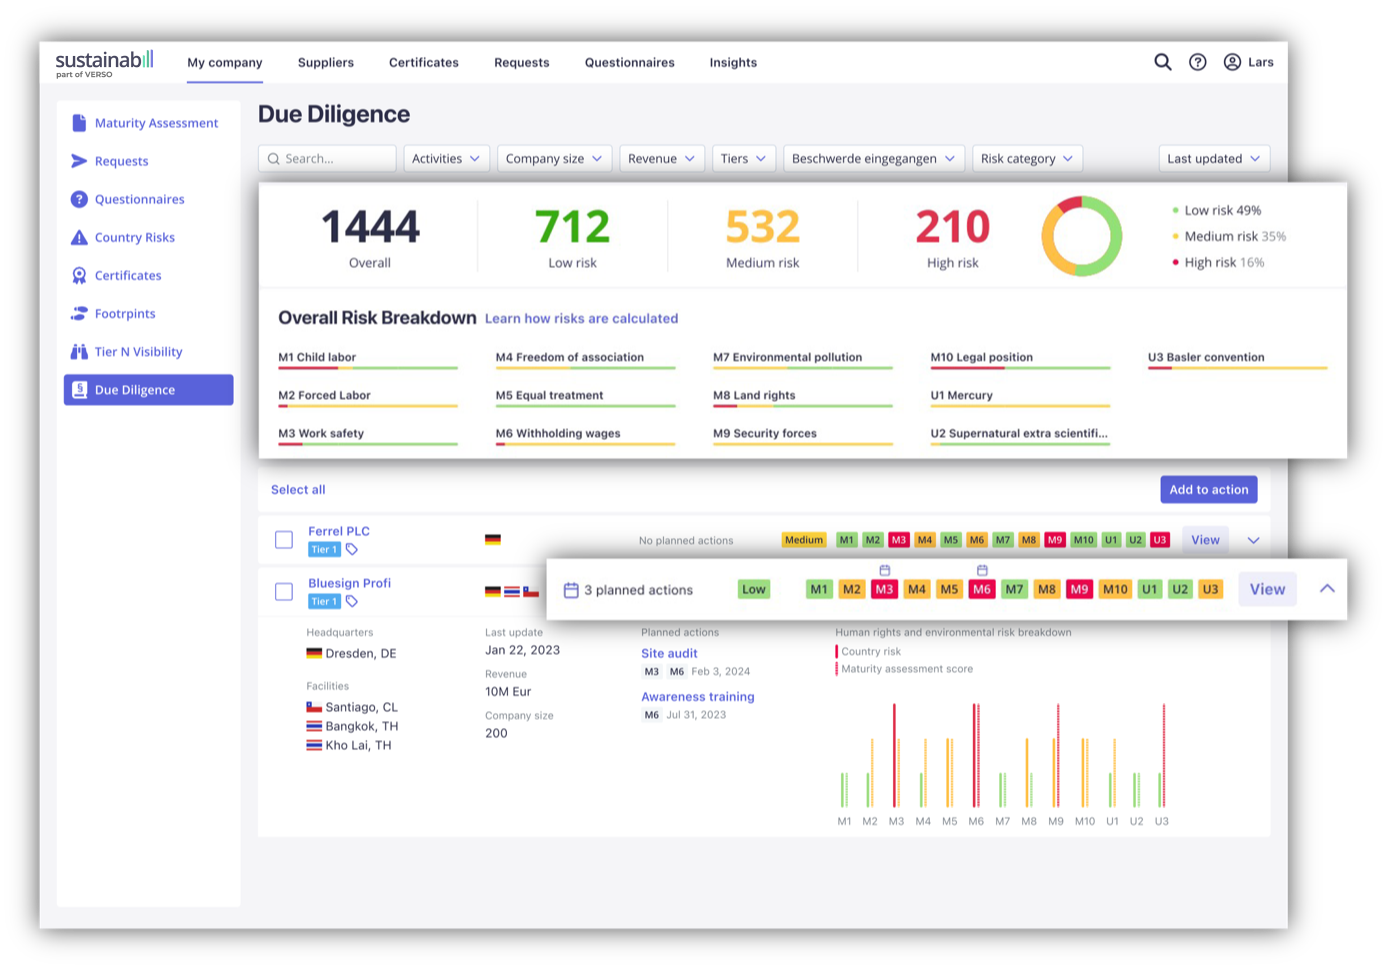 sustainabill
part of VERSO
My company Suppliers Certificates Requests Questionnaires Insights
Lars
Maturity Assessment
Requests
Questionnaires
Country Risks
Certificates
Footrpints
Tier N Visibility
§ Due Diligence
Due Diligence
Search... Activities Company size Revenue Tiers Beschwerde eingegangen Risk category Last updated
1444 712 532 210
Overall Low risk Medium risk High risk
Low risk 49%
Medium risk 35%
High risk 16%
Overall Risk Breakdown Learn how risks are calculated
M1 Child labor M4 Freedom of association M7 Environmental pollution M10 Legal position U3 Basler convention
M2 Forced Labor M5 Equal treatment M8 Land rights U1 Mercury
M3 Work safety M6 Withholding wages M9 Security forces U2 Supernatural extra scientifi...
Select all Add to action
Ferrel PLC
Tier 1
No planned actions Medium M1 M2 M3 M4 M5 M6 M7 M8 M9 M10 U1 U2 U3 View
Bluesign Profi
Tier 1
3 planned actions Low M1 M2 M3 M4 M5 M6 M7 M8 M9 M10 U1 U2 U3 View
Headquarters
Dresden, DE
Facilities
Santiago, CL
Bangkok, TH
Kho Lai, TH
Last update
Jan 22, 2023
Revenue
10M Eur
Company size
200
Planned actions
Site audit
M3 M6 Feb 3, 2024
Awareness training
M6 Jul 31, 2023
Human rights and environmental risk breakdown
Country risk
Maturity assessment score
M1 M2 M3 M4 M5 M6 M7 M8 M9 M10 U1 U2 U3